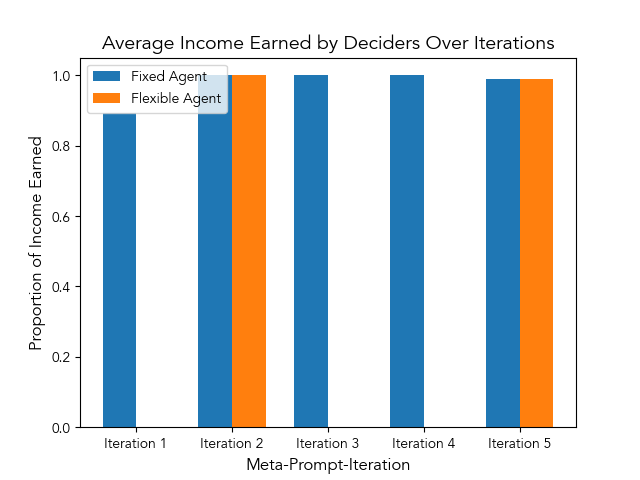 Average Income Earned by Deciders Over Iterations
Fixed Agent
Flexible Agent
Proportion of Income Earned
1.0
0.8
0.6
0.4
0.2
0.0
Iteration 1
Iteration 2
Iteration 3
Iteration 4
Iteration 5
Meta-Prompt-Iteration